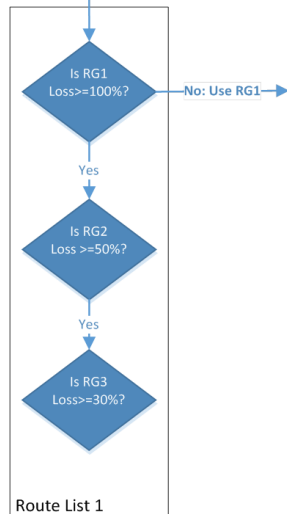 Is RG1
Loss>=100%?
No: Use RG1
Yes
Is RG2
Loss >=50%?
Yes
Is RG3
Loss>=30%?
Route List 1